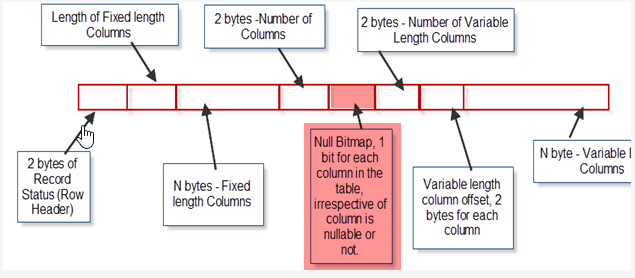 Length of Fixed length
Columns
2 bytes -Number of
Columns
2 bytes - Number of Variable
Length Columns
2 bytes of
Record
Status (Row
Header)
N bytes - Fixed
length Columns
Null Bitmap, 1
bit for each
column in the
table,
irrespective of
column is
nullable or
not.
Variable length
column offset, 2
bytes for each
column
N byte - Variable
Columns